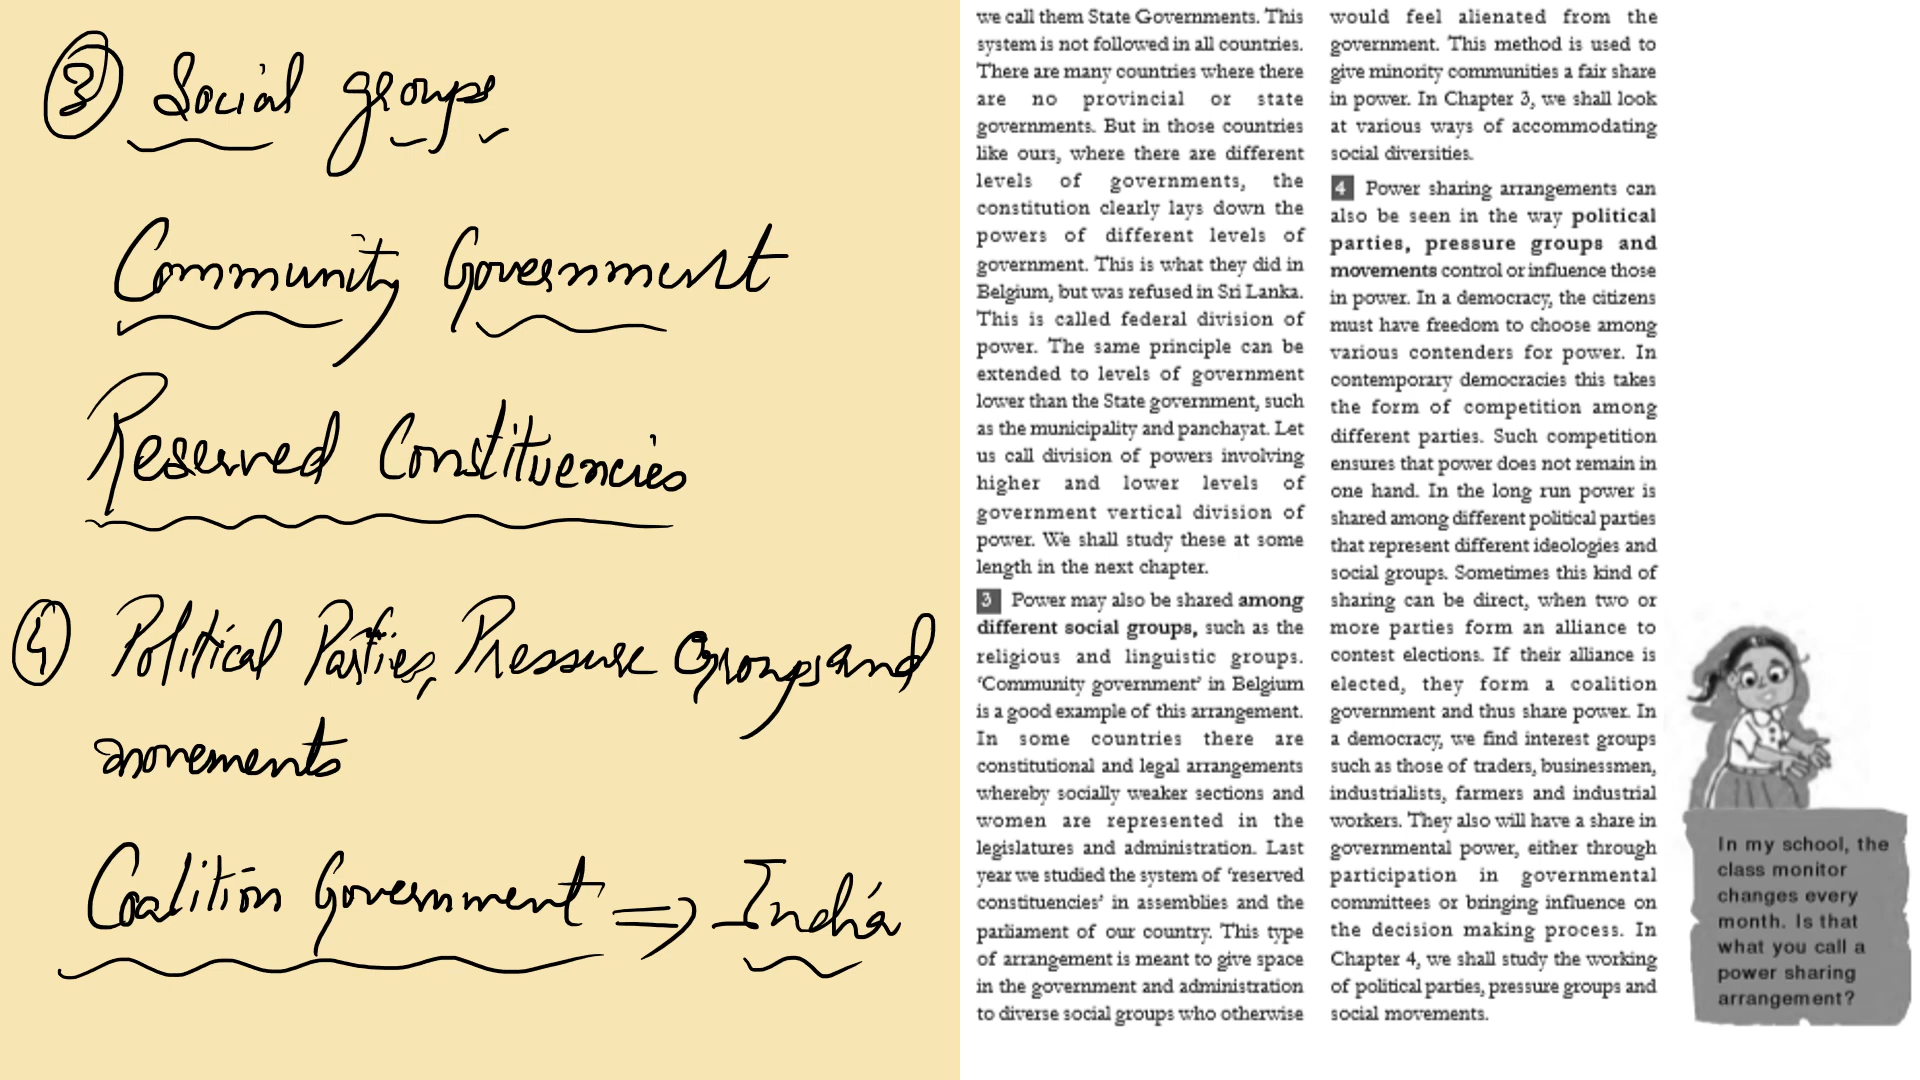 3 Social groups
Community Government
Reserved Constituencies
4 Political Parties, Pressure Groups and
movements
Coalition Government => India
we call them State Governments. This
system is not followed in all countries.
There are many countries where there
are no provincial or state
governments. But in those countries
like ours, where there are different
levels of governments, the
constitution clearly lays down the
powers of different levels of
government. This is what they did in
Belgium, but was refused in Sri Lanka.
This is called federal division of
power. The same principle can be
extended to levels of government
lower than the State government, such
as the municipality and panchayat. Let
us call division of powers involving
higher and lower levels of
government vertical division of
power. We shall study these at some
length in the next chapter.
3 Power may also be shared among
different social groups, such as the
religious and linguistic groups.
‘Community government’ in Belgium
is a good example of this arrangement.
In some countries there are
constitutional and legal arrangements
whereby socially weaker sections and
women are represented in the
legislatures and administration. Last
year we studied the system of ‘reserved
constituencies’ in assemblies and the
parliament of our country. This type
of arrangement is meant to give space
in the government and administration
to diverse social groups who otherwise
would feel alienated from the
government. This method is used to
give minority communities a fair share
in power. In Chapter 3, we shall look
at various ways of accommodating
social diversities.
4 Power sharing arrangements can
also be seen in the way political
parties, pressure groups and
movements control or influence those
in power. In a democracy, the citizens
must have freedom to choose among
various contenders for power. In
contemporary democracies this takes
the form of competition among
different parties. Such competition
ensures that power does not remain in
one hand. In the long run power is
shared among different political parties
that represent different ideologies and
social groups. Sometimes this kind of
sharing can be direct, when two or
more parties form an alliance to
contest elections. If their alliance is
elected, they form a coalition
government and thus share power. In
a democracy, we find interest groups
such as those of traders, businessmen,
industrialists, farmers and industrial
workers. They also will have a share in
governmental power, either through
participation in governmental
committees or bringing influence on
the decision making process. In
Chapter 4, we shall study the working
of political parties, pressure groups and
social movements.
In my school, the
class monitor
changes every
month. Is that
what you call a
power sharing
arrangement?